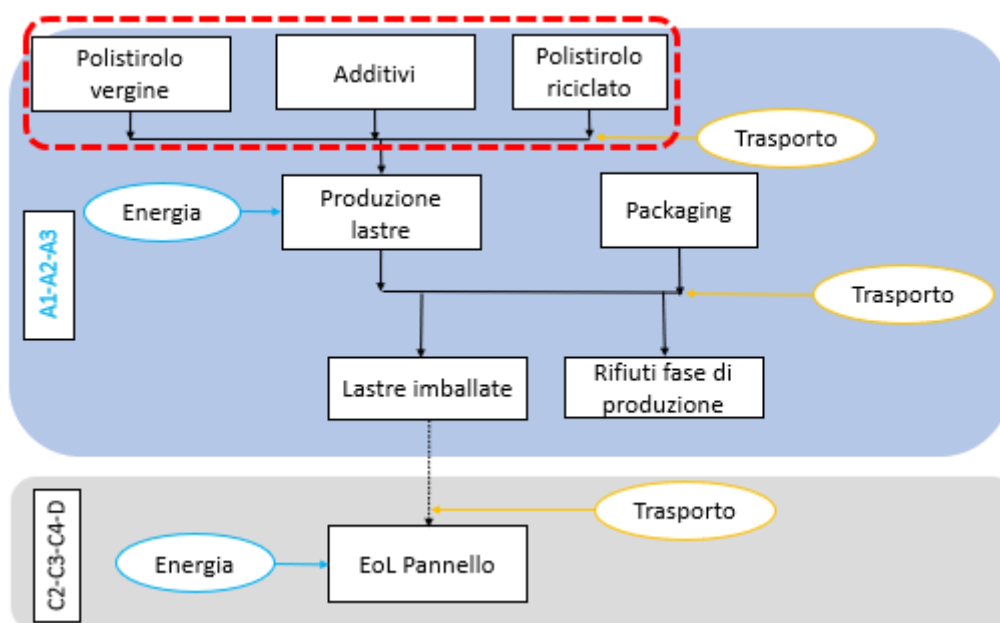 Polistirolo
vergine
Additivi
Polistirolo
riciclato
Trasporto
Energia
Produzione
lastre
Packaging
A1-A2-A3
Trasporto
Lastre imballate
Rifiuti fase di
produzione
C2-C3-C4-D
Trasporto
Energia
EoL Pannello